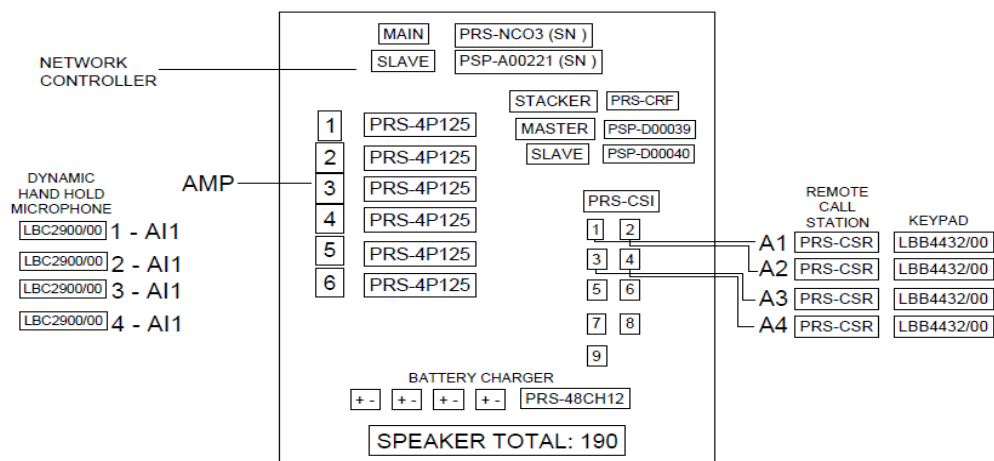 MAIN PRS-NCO3 (SN )
SLAVE PSP-A00221 (SN )
NETWORK
CONTROLLER
STACKER PRS-CRF
MASTER PSP-D00039
SLAVE PSP-D00040
1 PRS-4P125
2 PRS-4P125
AMP 3 PRS-4P125
4 PRS-4P125
5 PRS-4P125
6 PRS-4P125
DYNAMIC
HAND HOLD
MICROPHONE
LBC2900/00 1 - AI1
LBC2900/00 2 - AI1
LBC2900/00 3 - AI1
LBC2900/00 4 - AI1
PRS-CSI
1 2
3 4
5 6
7 8
9
REMOTE
CALL
STATION KEYPAD
A1 PRS-CSR LBB4432/00
A2 PRS-CSR LBB4432/00
A3 PRS-CSR LBB4432/00
A4 PRS-CSR LBB4432/00
BATTERY CHARGER
+ - + - + - + - PRS-48CH12
SPEAKER TOTAL: 190